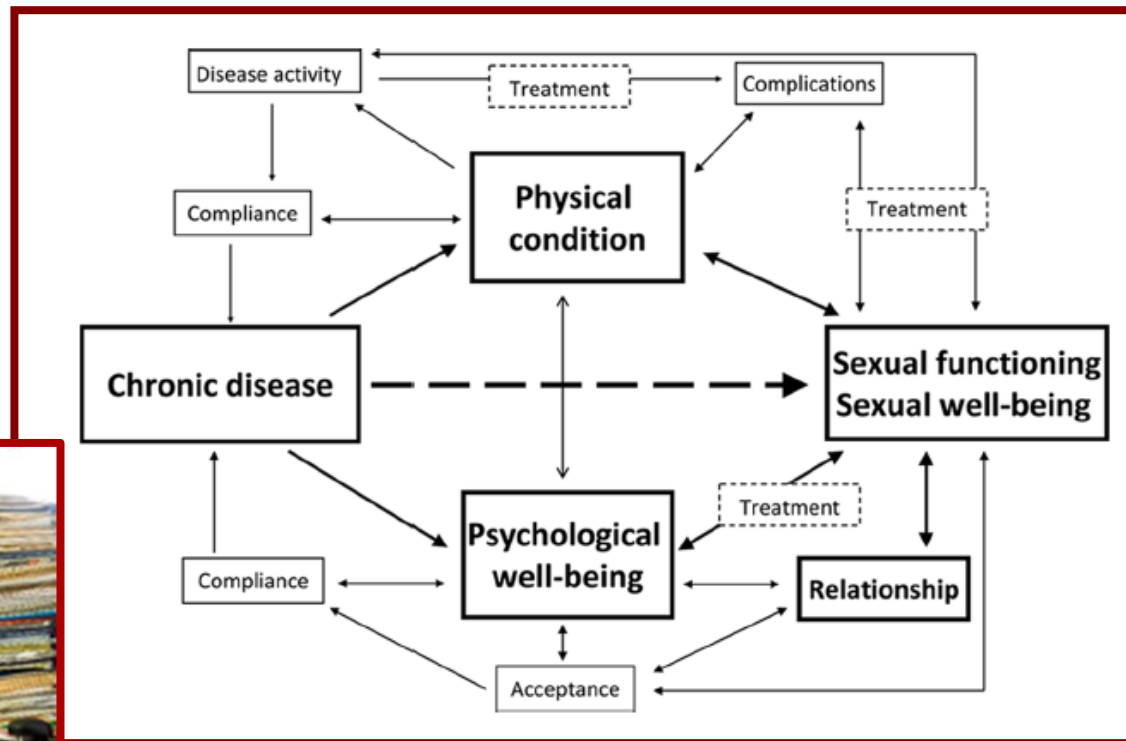 Disease activity
Treatment
Complications
Physical
condition
Compliance
Treatment
Chronic disease
Sexual functioning
Sexual well-being
Psychological
well-being
Treatment
Compliance
Relationship
Acceptance